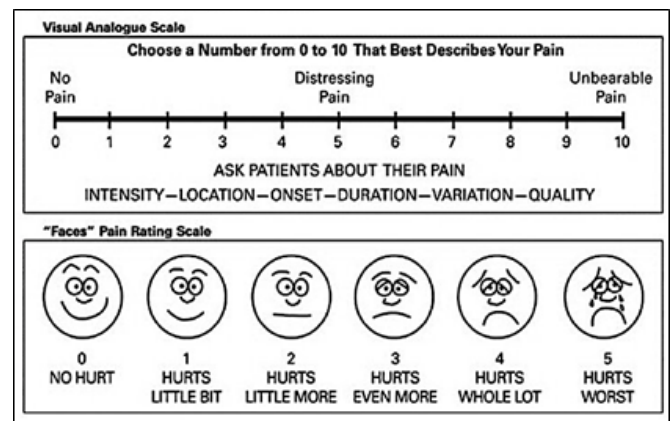 Visual Analogue Scale
Choose a Number from 0 to 10 That Best Describes Your Pain
No Pain
Distressing Pain
Unbearable Pain
0 1 2 3 4 5 6 7 8 9 10
ASK PATIENTS ABOUT THEIR PAIN
INTENSITY—LOCATION—ONSET—DURATION—VARIATION—QUALITY
"Faces" Pain Rating Scale
0 1 2 3 4 5
NO HURT
HURTS LITTLE BIT
HURTS LITTLE MORE
HURTS EVEN MORE
HURTS WHOLE LOT
HURTS WORST